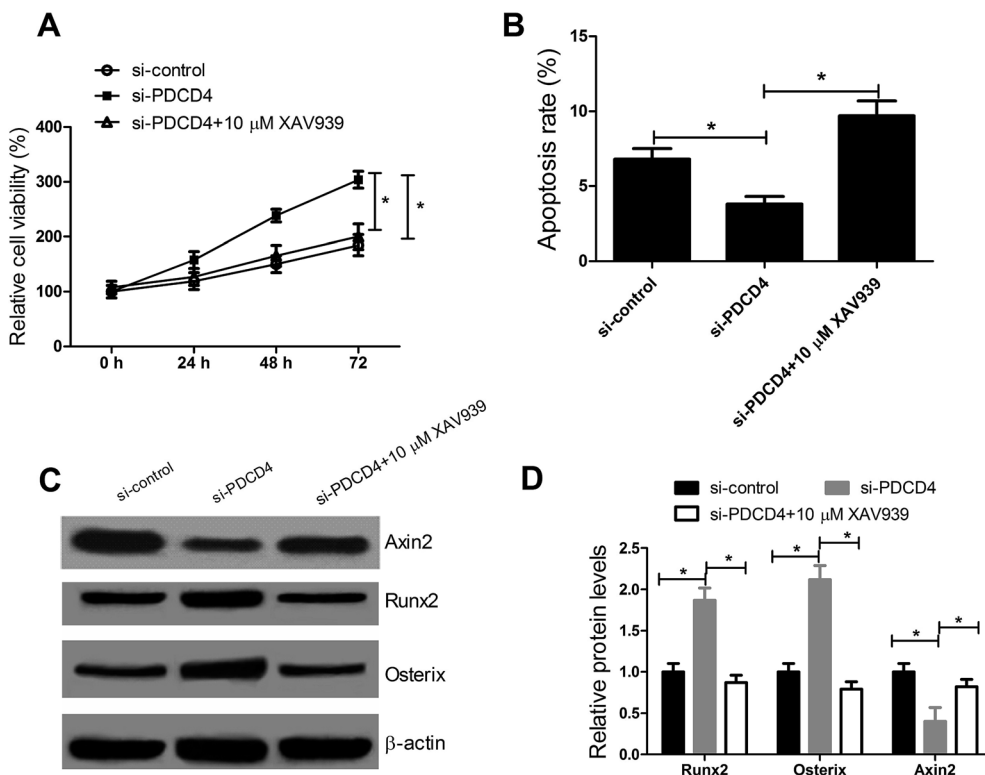 A
si-control
si-PDCD4
si-PDCD4+10 μM XAV939
Relative cell viability (%)
400
300
200
100
0
0 h
24 h
48 h
72
*
*
B
Apoptosis rate (%)
15
10
5
0
*
*
si-control
si-PDCD4
si-PDCD4+10 μM XAV939
C
si-control
si-PDCD4
si-PDCD4+10 μM XAV939
Axin2
Runx2
Osterix
β-actin
D
si-control
si-PDCD4
si-PDCD4+10 μM XAV939
Relative protein levels
2.5
2.0
1.5
1.0
0.5
0.0
*
*
*
*
*
*
Runx2
Osterix
Axin2